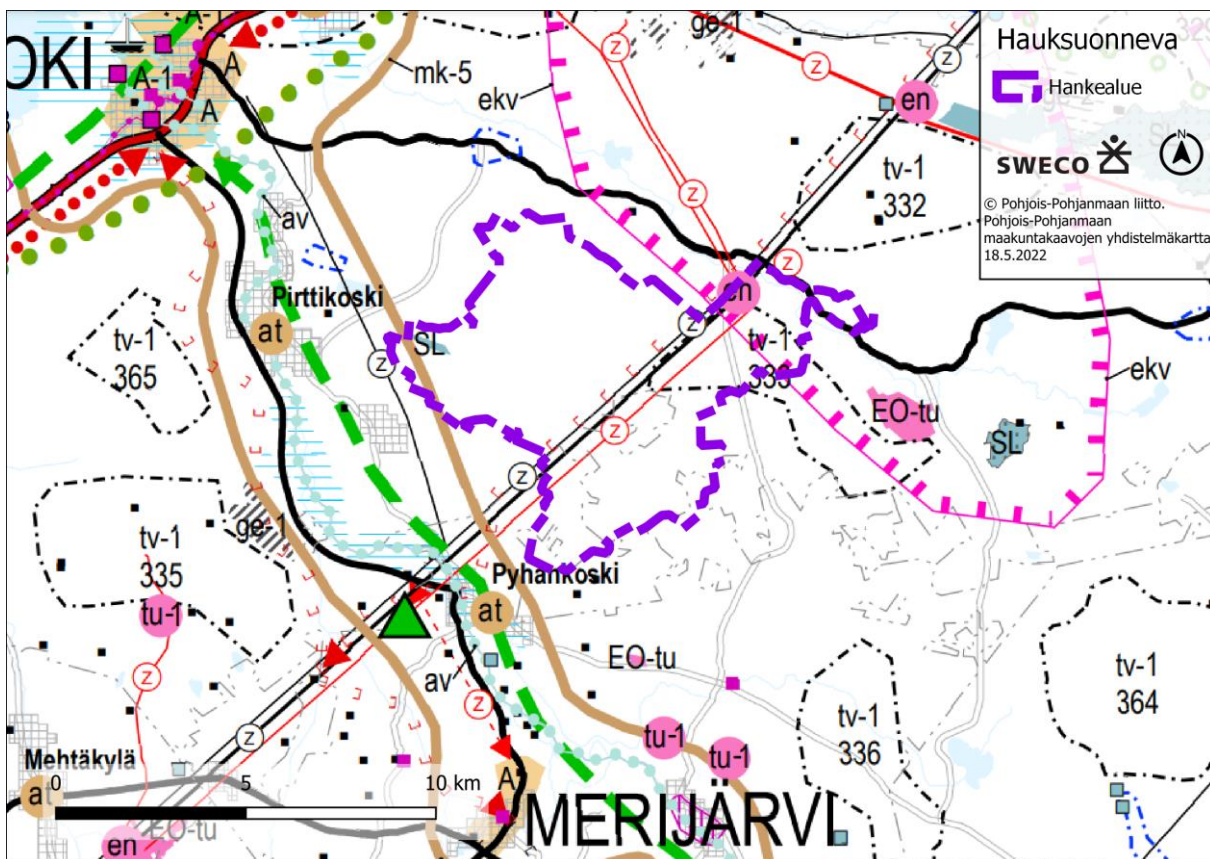 A-1
OKI
A-1
A
A
mk-5
ge-1
z
z
en
ekv
z
tv-1
332
av
z
z
en
Pirttikoski
at
z
SL
z
tv-1
333
tv-1
365
ekv
EO-tu
z
SL
z
ge-1
tv-1
335
Pyhänkoski
at
tu-1
EO-tu
av
z
z
tv-1
364
tv-1
336
z
tu-1
tu-1
Mehtäkylä
at
0
5
10 km
A
MERIJÄRVI
EO-tu
en
Hauksuonneva
Hankealue
SWECO
N
© Pohjois-Pohjanmaan liitto.
Pohjois-Pohjanmaan
maakuntakaavojen yhdistelmäkartta
18.5.2022
SL